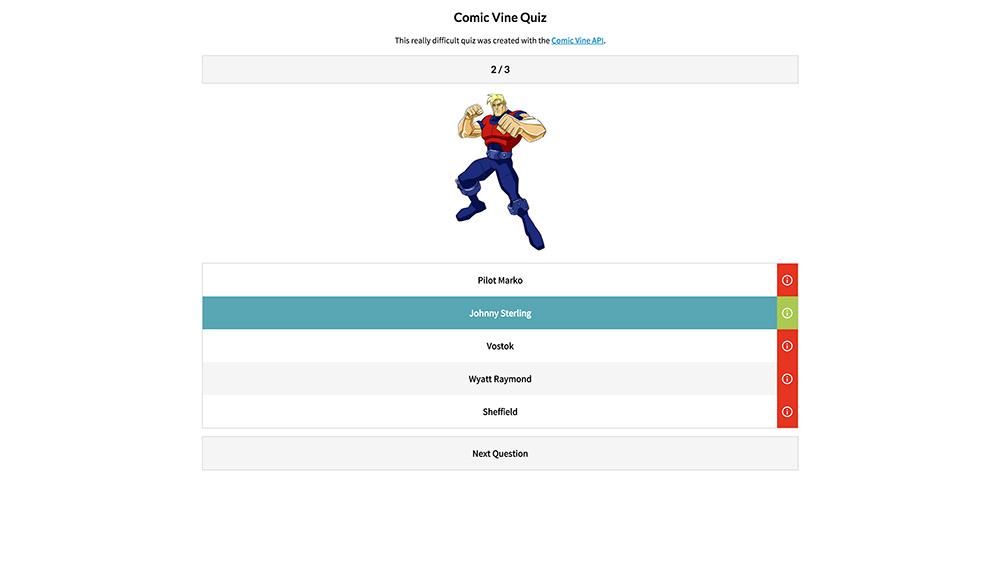 Comic Vine Quiz
This really difficult quiz was created with the Comic Vine API.
2 / 3
Pilot Marko
Johnny Sterling
Vostok
Wyatt Raymond
Sheffield
Next Question